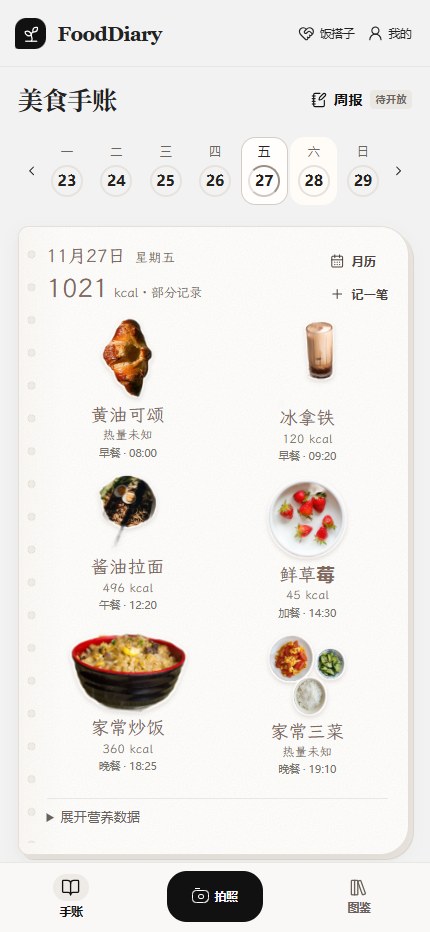 FoodDiary
饭搭子
我的
美食手账
周报
待开放
一 二 三 四 五 六 日
23 24 25 26 27 28 29
11月27日 星期五
月历
1021 kcal · 部分记录
记一笔
黄油可颂
热量未知
早餐 · 08:00
冰拿铁
120 kcal
早餐 · 09:20
酱油拉面
496 kcal
午餐 · 12:20
鲜草莓
45 kcal
加餐 · 14:30
家常炒饭
360 kcal
晚餐 · 18:25
家常三菜
热量未知
晚餐 · 19:10
展开营养数据
手账
拍照
图鉴